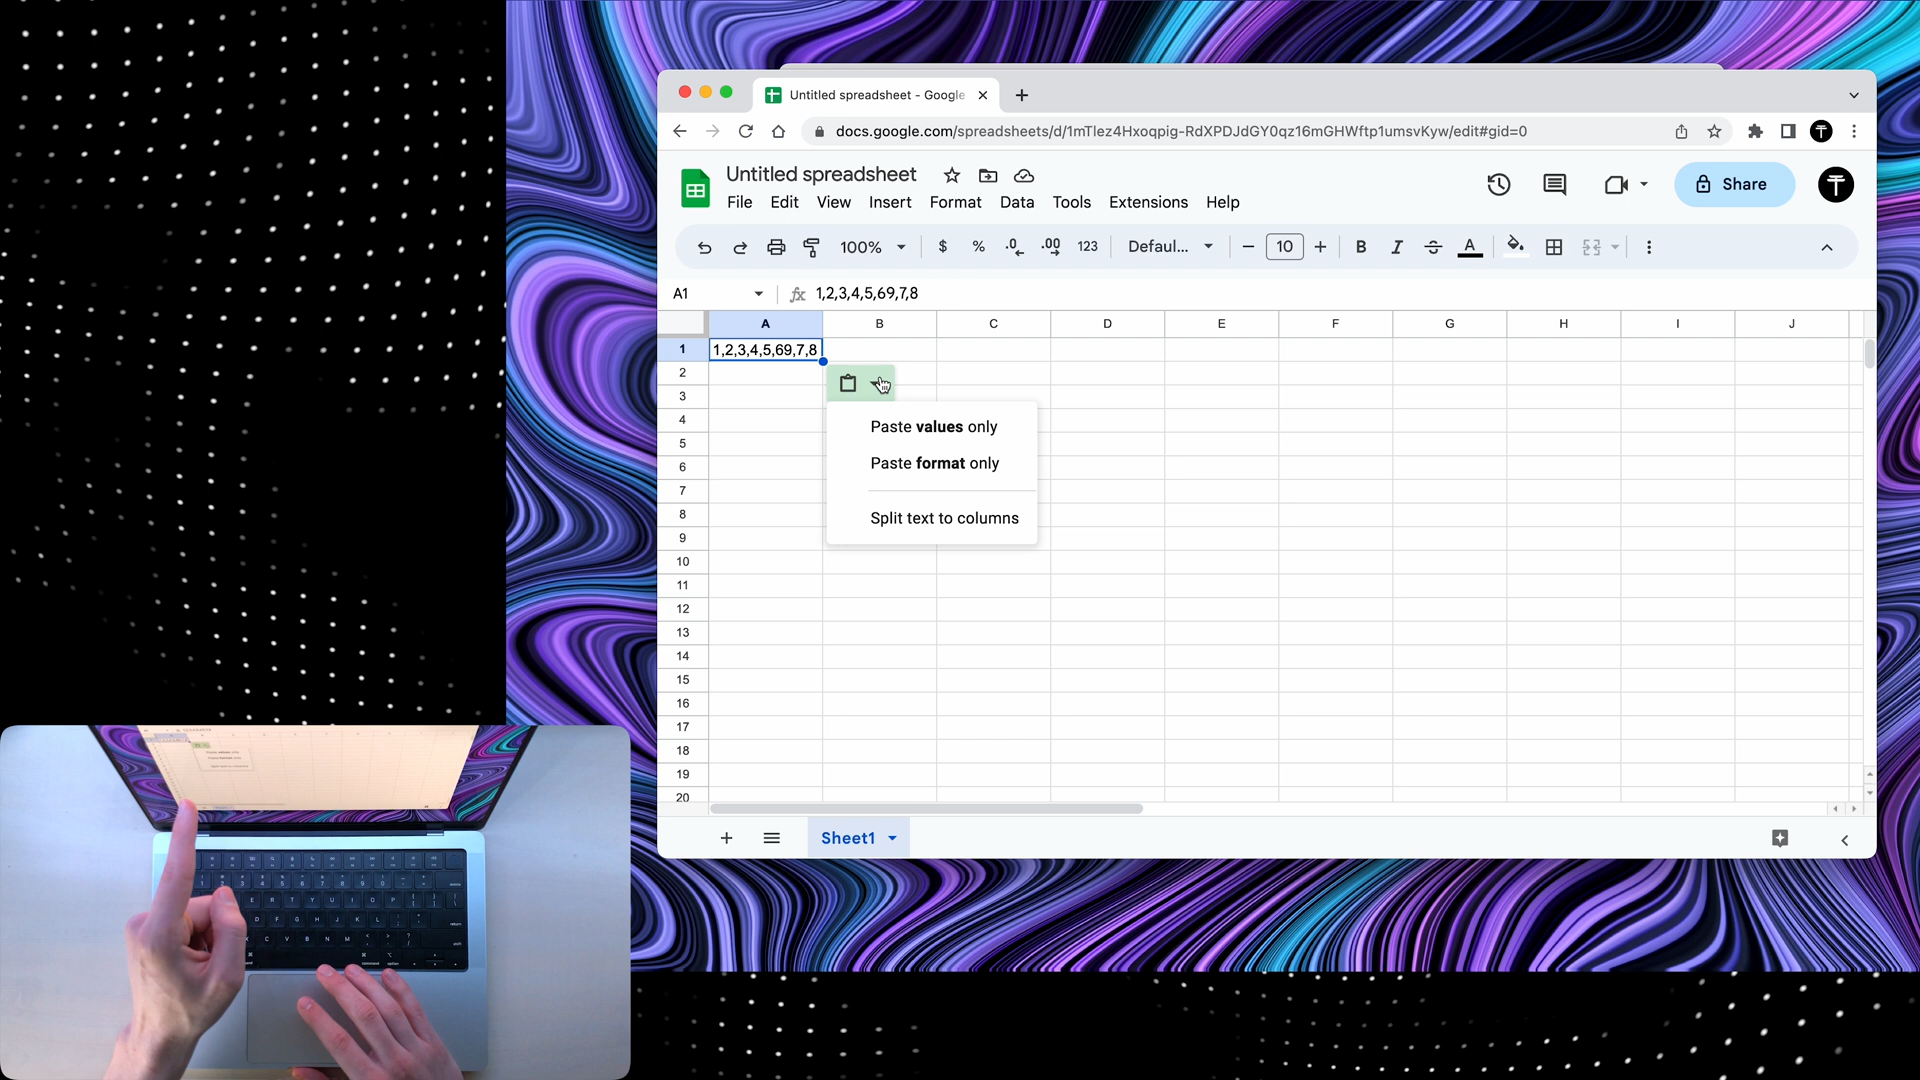 Untitled spreadsheet - Google
docs.google.com/spreadsheets/d/1mTlez4Hxoqpig-RdXPDJdGY0qz16mGHWftp1umsvKyw/edit#gid=0
Untitled spreadsheet
File Edit View Insert Format Data Tools Extensions Help
Share
100% $ % .0 .00 123 Defaul... 10 B I A
A1 fx 1,2,3,4,5,69,7,8
A B C D E F G H I J
1 1,2,3,4,5,69,7,8
2
3
4
Paste values only
5
6
Paste format only
7
8
Split text to columns
9
10
11
12
13
14
15
16
17
18
19
20
Sheet1